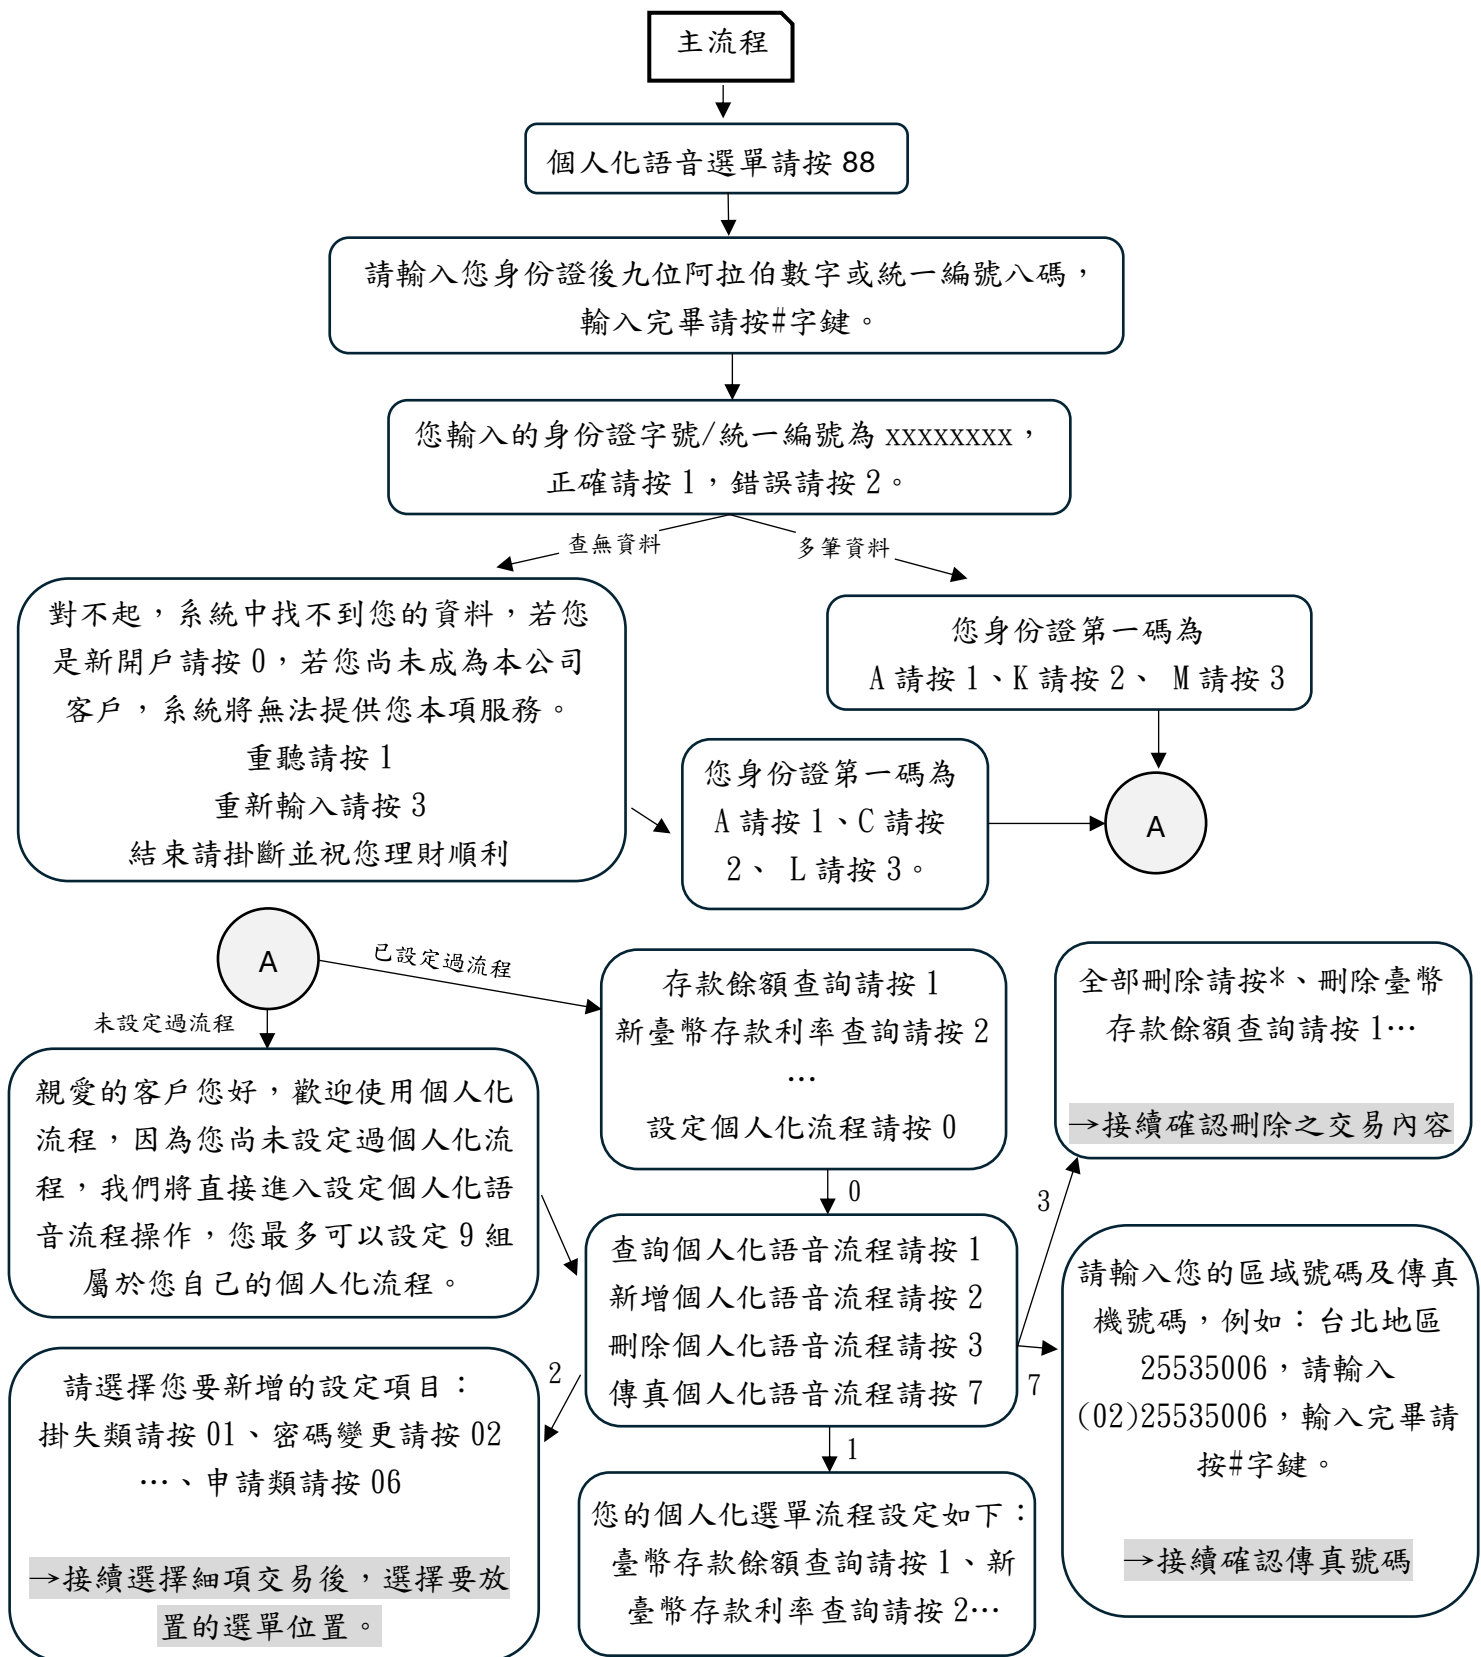 主流程
個人化語音選單請按 88
請輸入您身份證後九位阿拉伯數字或統一編號八碼，
輸入完畢請按#字鍵。
您輸入的身份證字號/統一編號為 xxxxxxxx，
正確請按 1，錯誤請按 2。
查無資料
多筆資料
對不起，系統中找不到您的資料，若您
是新開戶請按 0，若您尚未成為本公司
客戶，系統將無法提供您本項服務。
重聽請按 1
重新輸入請按 3
結束請掛斷並祝您理財順利
您身份證第一碼為
A 請按 1、K 請按 2、 M 請按 3
您身份證第一碼為
A 請按 1、C 請按
2、 L 請按 3。
A
A
已設定過流程
未設定過流程
存款餘額查詢請按 1
新臺幣存款利率查詢請按 2
…
設定個人化流程請按 0
全部刪除請按*、刪除臺幣
存款餘額查詢請按 1…
→接續確認刪除之交易內容
親愛的客戶您好，歡迎使用個人化
流程，因為您尚未設定過個人化流
程，我們將直接進入設定個人化語
音流程操作，您最多可以設定 9 組
屬於您自己的個人化流程。
0
3
查詢個人化語音流程請按 1
新增個人化語音流程請按 2
刪除個人化語音流程請按 3
傳真個人化語音流程請按 7
請輸入您的區域號碼及傳真
機號碼，例如：台北地區
25535006，請輸入
(02)25535006，輸入完畢請
按#字鍵。
→接續確認傳真號碼
2
7
1
請選擇您要新增的設定項目：
掛失類請按 01、密碼變更請按 02
…、申請類請按 06
→接續選擇細項交易後，選擇要放
置的選單位置。
您的個人化選單流程設定如下：
臺幣存款餘額查詢請按 1、新
臺幣存款利率查詢請按 2…